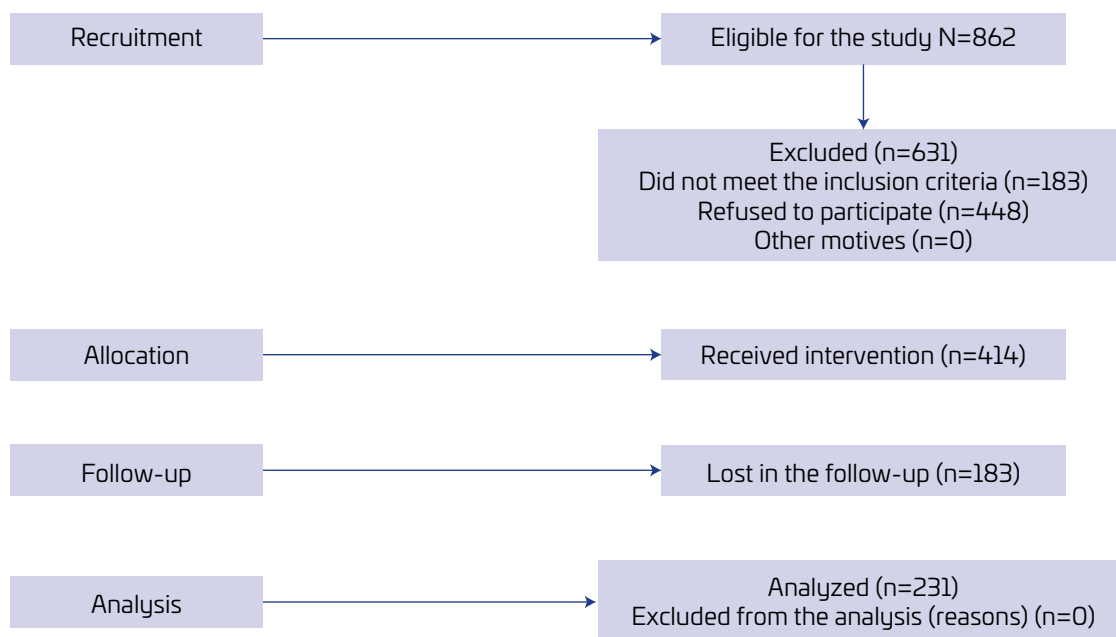 Recruitment
Eligible for the study N=862
Excluded (n=631)
Did not meet the inclusion criteria (n=183)
Refused to participate (n=448)
Other motives (n=0)
Allocation
Received intervention (n=414)
Follow-up
Lost in the follow-up (n=183)
Analysis
Analyzed (n=231)
Excluded from the analysis (reasons) (n=0)